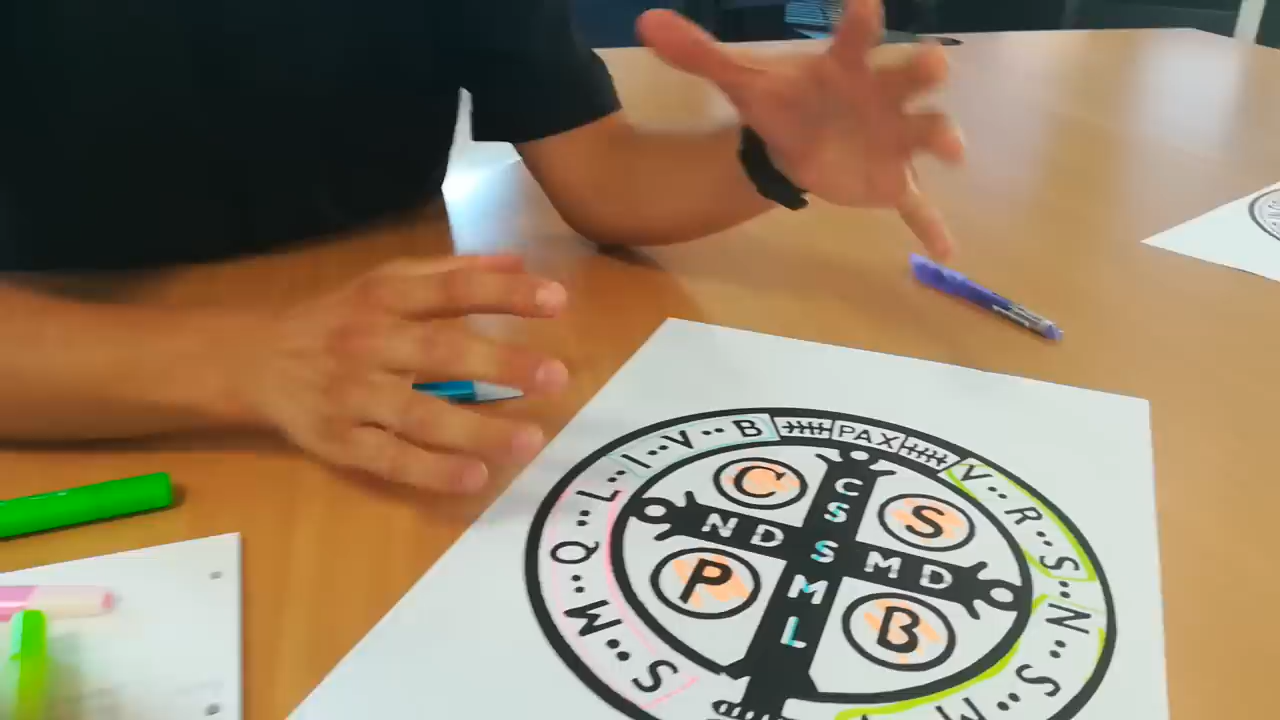 PAX
V·· R·· S·· N·· S·· M
S·· M·· Q·· L·· I·· V·· B
C S
P B
C
S
N D S M D
M
L